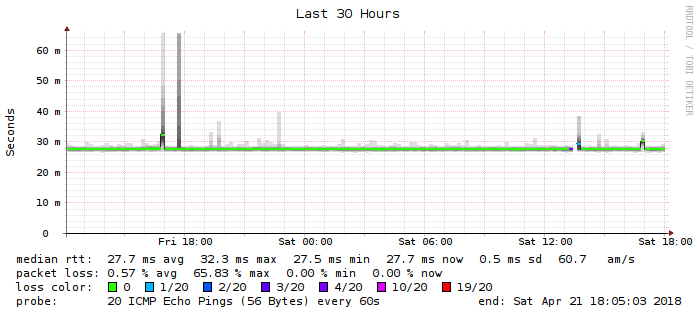 Last 30 Hours
RRDTOOL / TOBI OETIKER
Seconds
60 m
50 m
40 m
30 m
20 m
10 m
0
Fri 18:00 Sat 00:00 Sat 06:00 Sat 12:00 Sat 18:00
median rtt: 27.7 ms avg 32.3 ms max 27.5 ms min 27.7 ms now 0.5 ms sd 60.7 am/s
packet loss: 0.57 % avg 65.83 % max 0.00 % min 0.00 % now
loss color: 0 1/20 2/20 3/20 4/20 10/20 19/20
probe: 20 ICMP Echo Pings (56 Bytes) every 60s end: Sat Apr 21 18:05:03 2018